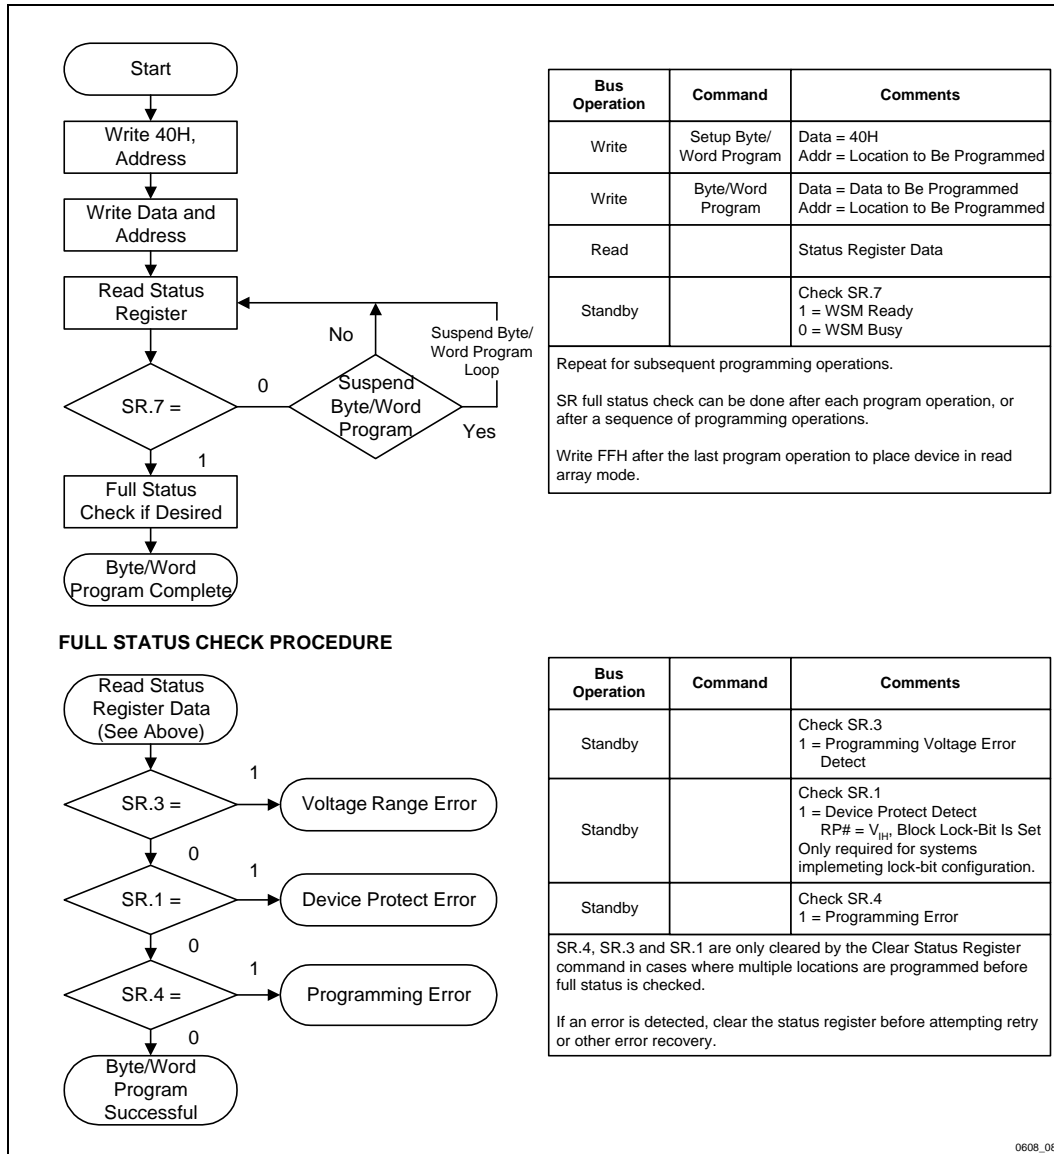 Start
Write 40H,
Address
Write Data and
Address
Read Status
Register
No
Suspend Byte/
Word Program
Loop
0
Suspend
Byte/Word
Program
SR.7 =
Yes
1
Full Status
Check if Desired
Byte/Word
Program Complete
Bus
Operation
Command
Comments
Write
Setup Byte/
Word Program
Data = 40H
Addr = Location to Be Programmed
Write
Byte/Word
Program
Data = Data to Be Programmed
Addr = Location to Be Programmed
Read
Status Register Data
Standby
Check SR.7
1 = WSM Ready
0 = WSM Busy
Repeat for subsequent programming operations.
SR full status check can be done after each program operation, or
after a sequence of programming operations.
Write FFH after the last program operation to place device in read
array mode.
FULL STATUS CHECK PROCEDURE
Read Status
Register Data
(See Above)
1
SR.3 =
Voltage Range Error
0
1
SR.1 =
Device Protect Error
0
1
SR.4 =
Programming Error
0
Byte/Word
Program
Successful
Bus
Operation
Command
Comments
Standby
Check SR.3
1 = Programming Voltage Error
Detect
Standby
Check SR.1
1 = Device Protect Detect
RP# = VIH, Block Lock-Bit Is Set
Only required for systems
implemeting lock-bit configuration.
Standby
Check SR.4
1 = Programming Error
SR.4, SR.3 and SR.1 are only cleared by the Clear Status Register
command in cases where multiple locations are programmed before
full status is checked.
If an error is detected, clear the status register before attempting retry
or other error recovery.
0608_08